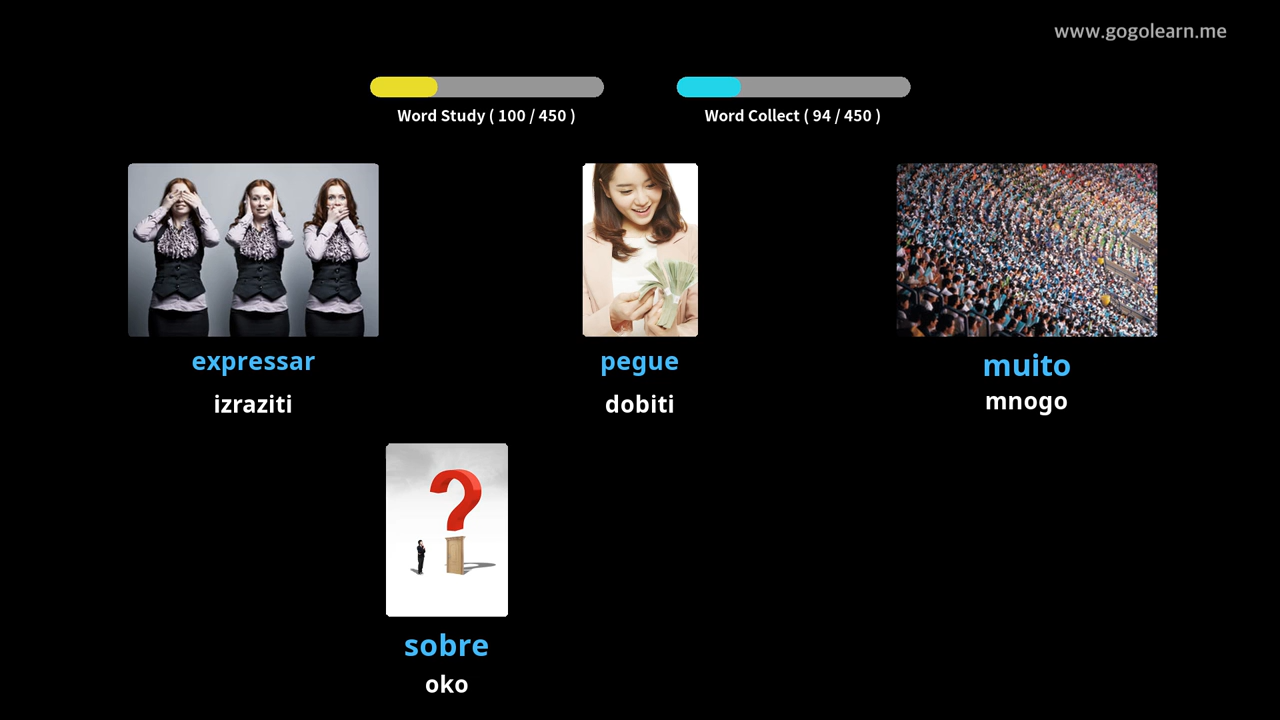 www.gogolearn.me
Word Study ( 100 / 450 )
Word Collect ( 94 / 450 )
expressar
izraziti
pegue
dobiti
muito
mnogo
sobre
oko